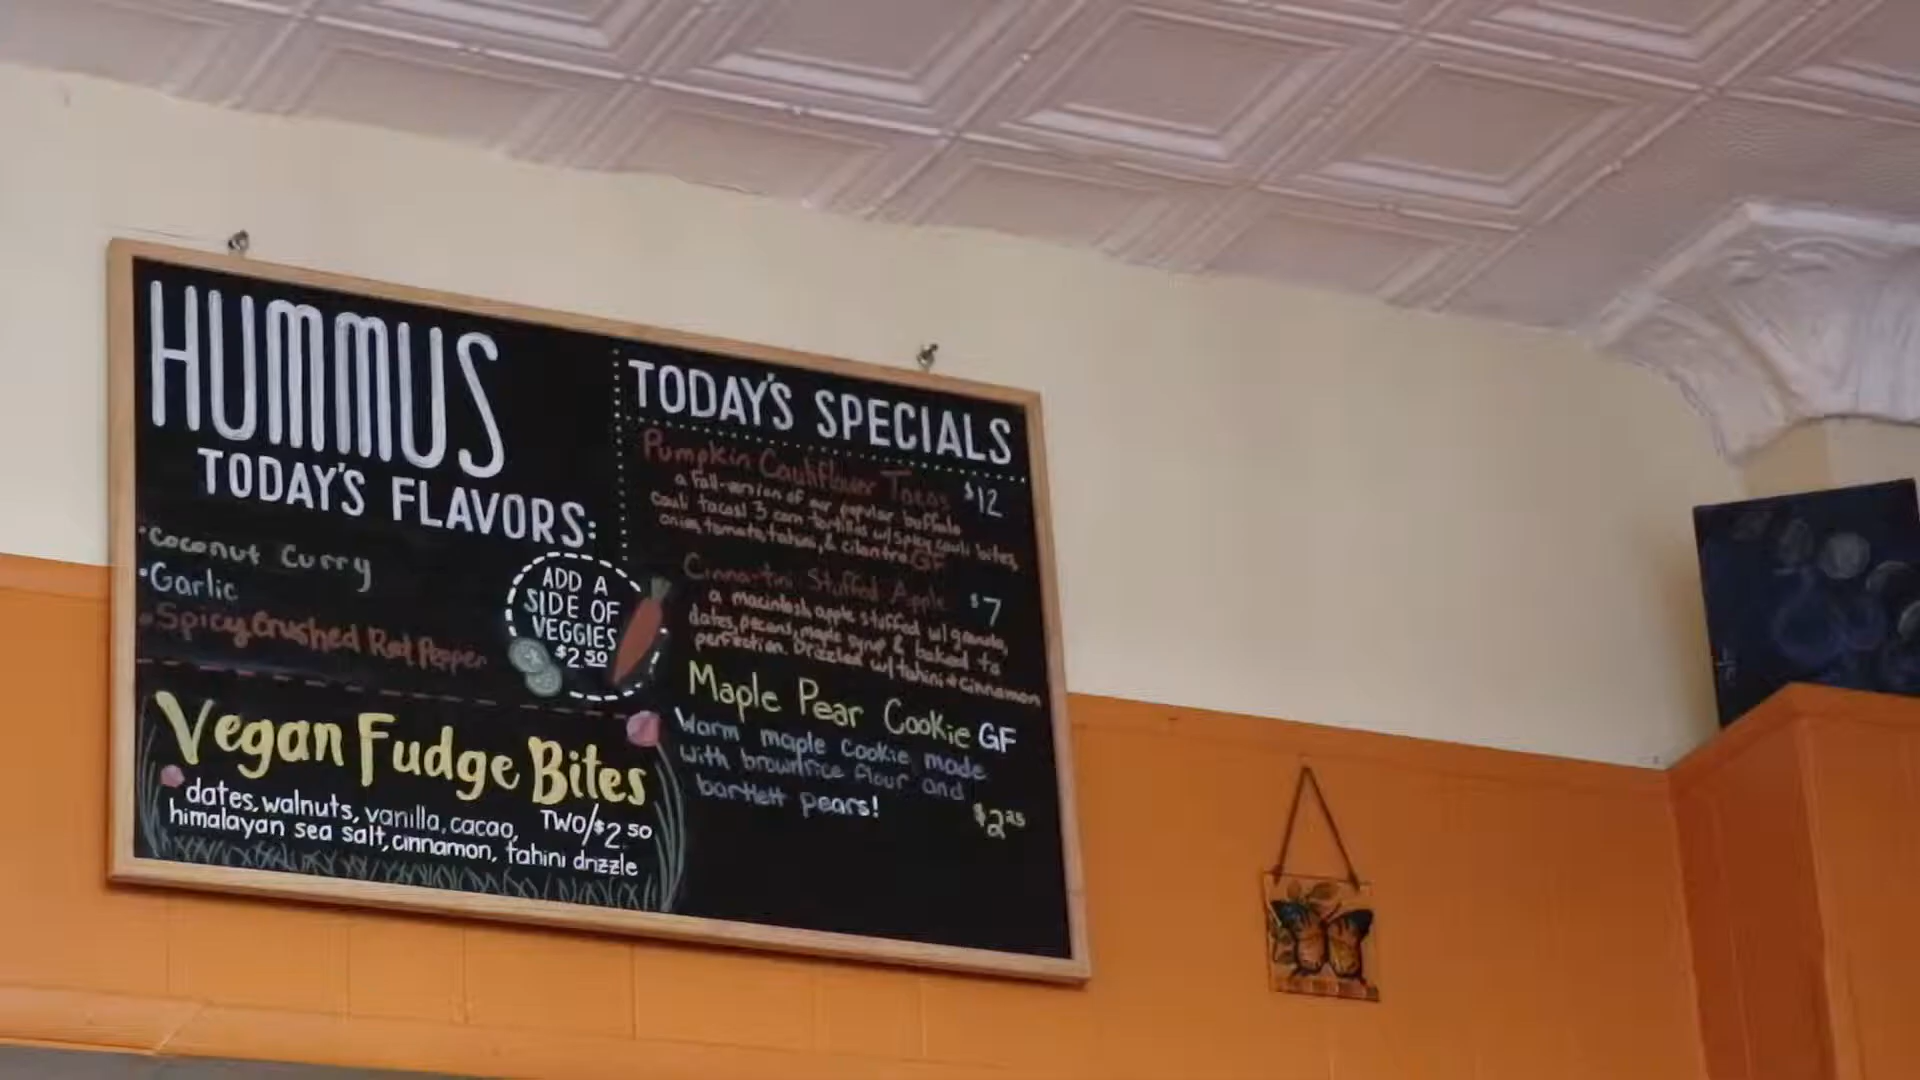 HUMMUS
TODAY'S FLAVORS:
•Coconut Curry
•Garlic
•Spicy Crushed Red Pepper
ADD A
SIDE OF
VEGGIES
$2.50
Vegan Fudge Bites
dates, walnuts, vanilla, cacao, TWO/$2.50
himalayan sea salt, cinnamon, tahini drizzle
TODAY'S SPECIALS
Pumpkin Cauliflower Tacos $12
a fall-version of our popular buffalo
cauli tacos! 3 corn tortillas w/ spicy cauli bites,
onion, tomato, tahini, & cilantro GF
Cinna-tini Stuffed Apple $7
a macintosh apple stuffed w/ granola,
dates, pecans, maple syrup & baked to
perfection. Drizzled w/ tahini & cinnamon
Maple Pear Cookie GF
Warm maple cookie made
with brown rice flour and
bartlett pears! $2.25